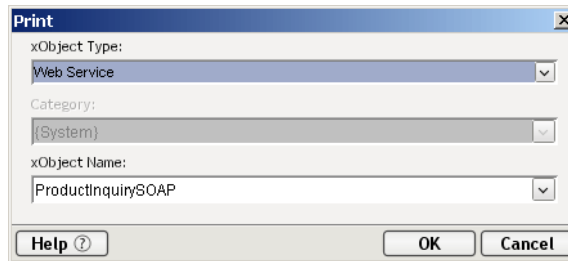 Print
xObject Type:
Web Service
Category:
{System}
xObject Name:
ProductInquirySOAP
Help ?
OK Cancel